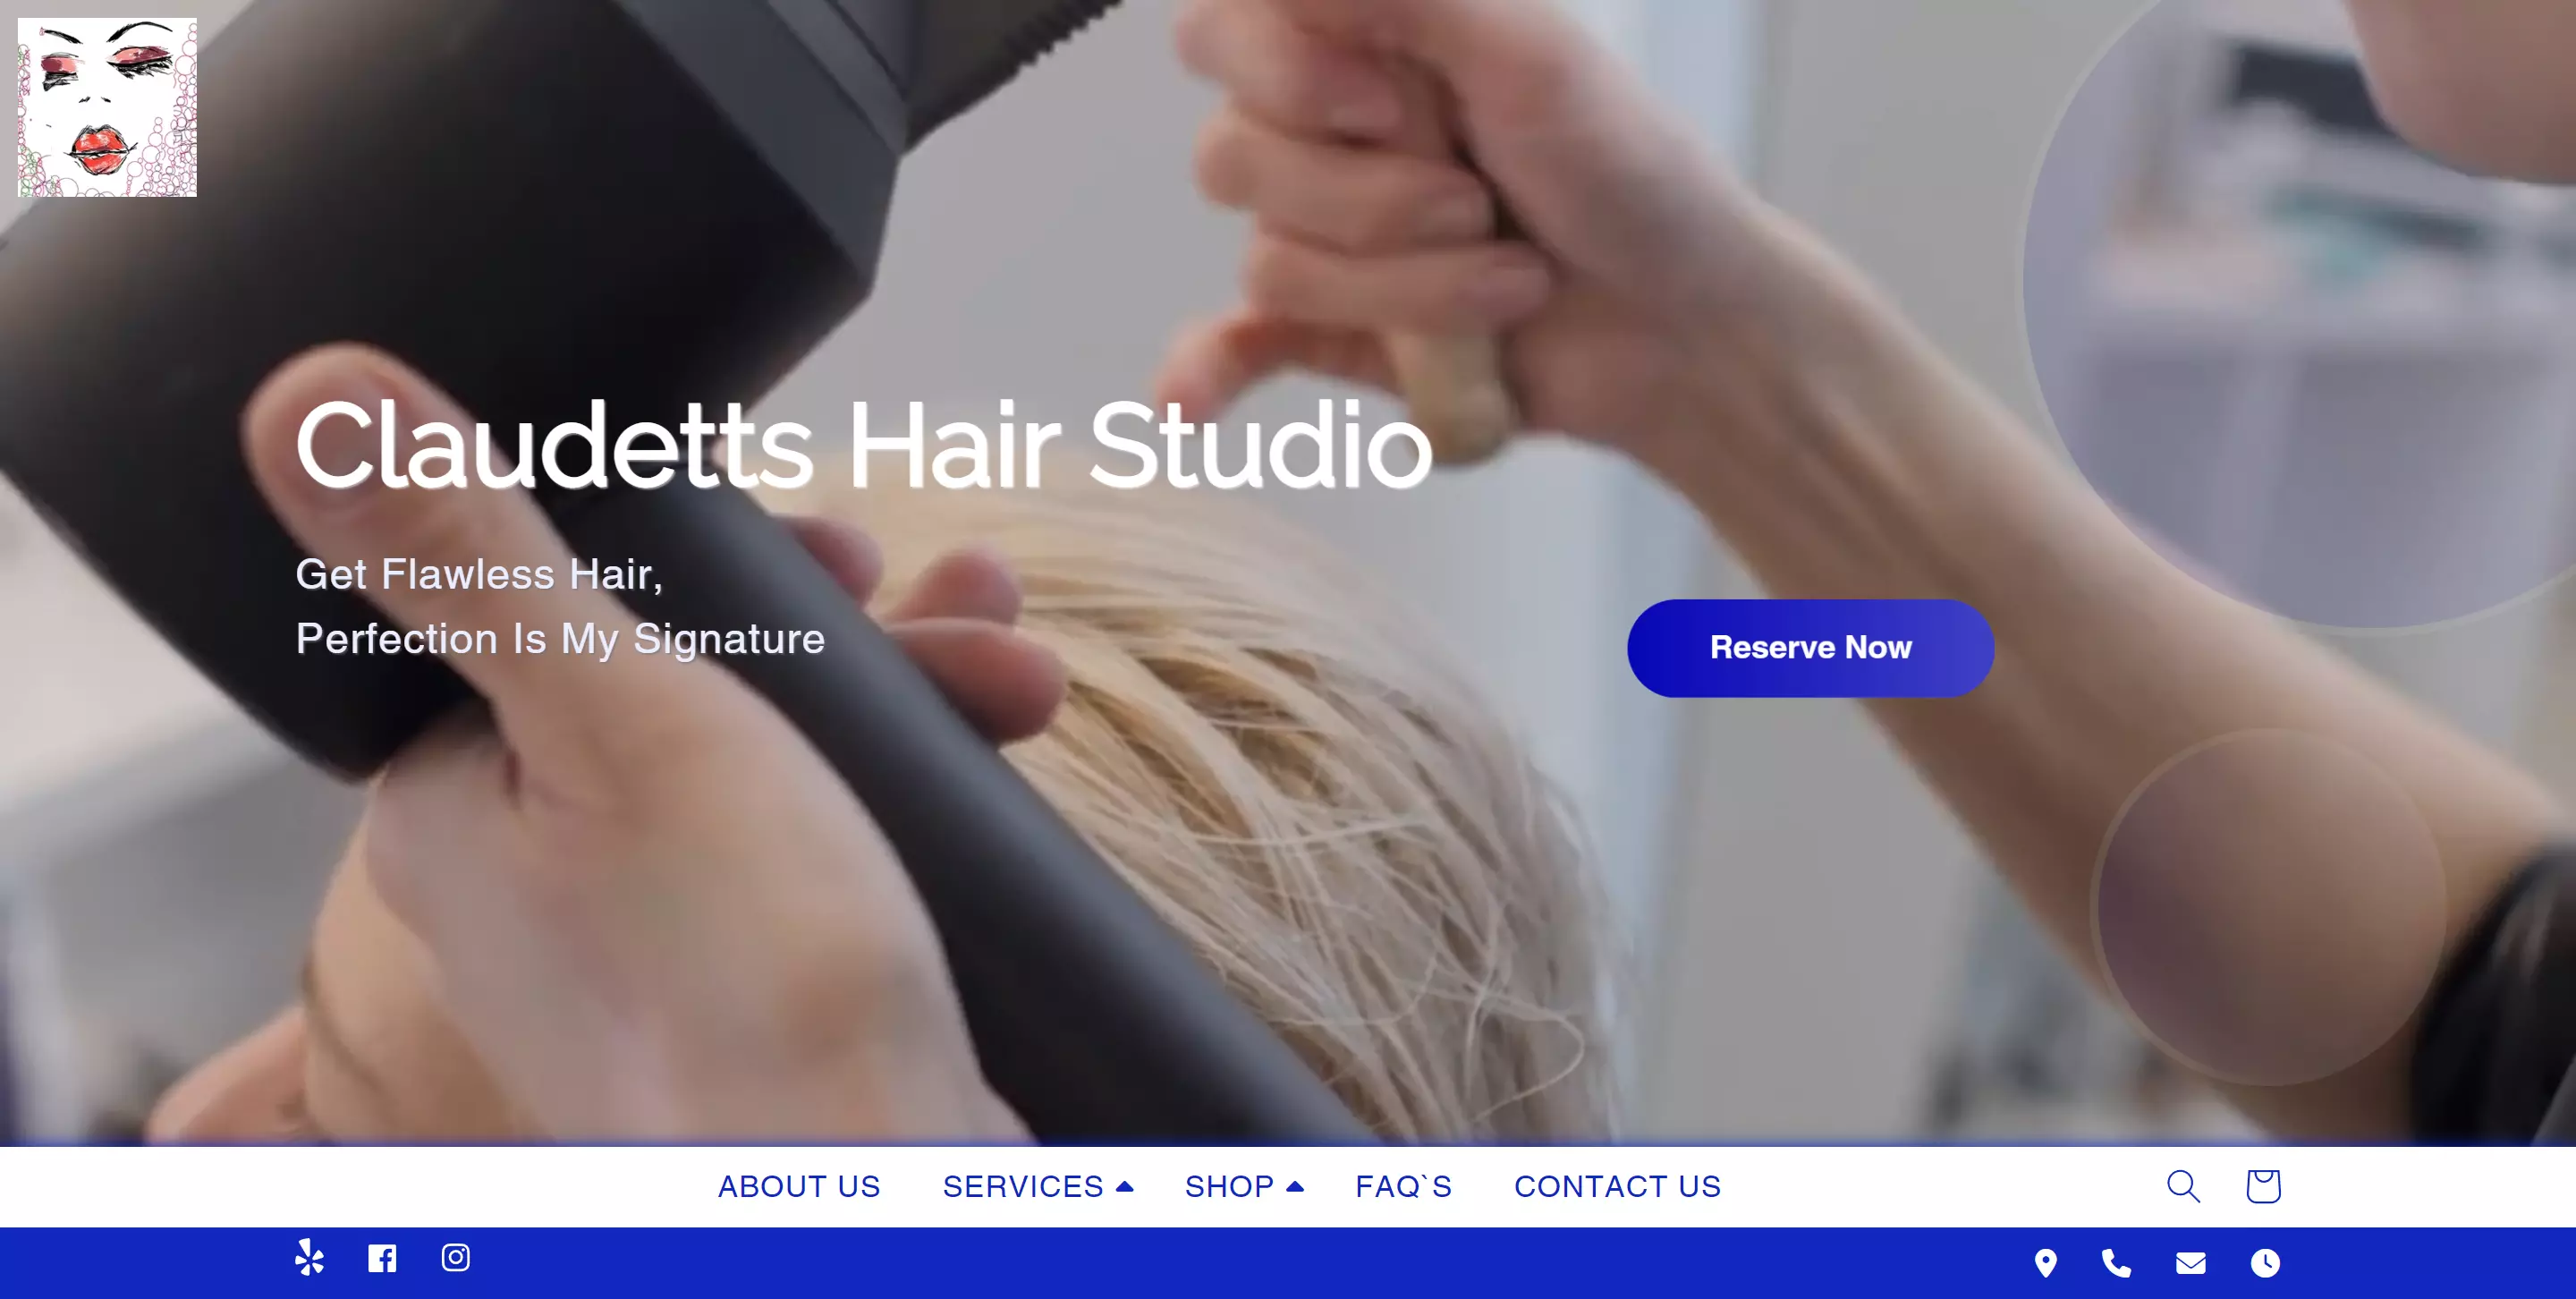 Claudetts Hair Studio
Get Flawless Hair,
Perfection Is My Signature
Reserve Now
ABOUT US SERVICES SHOP FAQ`S CONTACT US